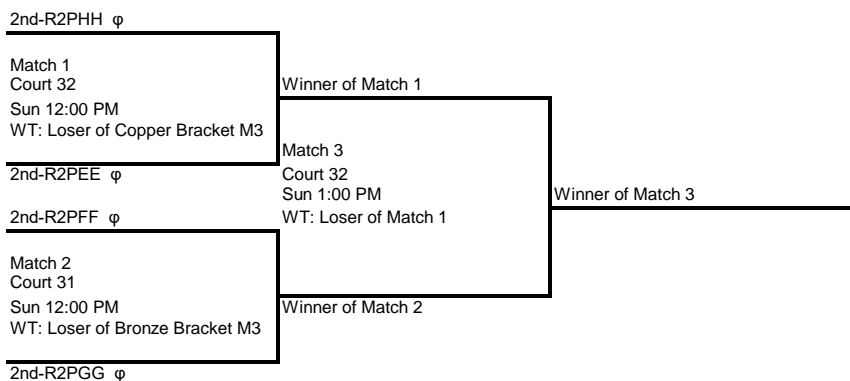 2nd-R2PHH φ
Match 1
Court 32
Sun 12:00 PM
WT: Loser of Copper Bracket M3
2nd-R2PEE φ
Winner of Match 1
Match 3
Court 32
Sun 1:00 PM
WT: Loser of Match 1
Winner of Match 3
2nd-R2PFF φ
Match 2
Court 31
Sun 12:00 PM
WT: Loser of Bronze Bracket M3
2nd-R2PGG φ
Winner of Match 2